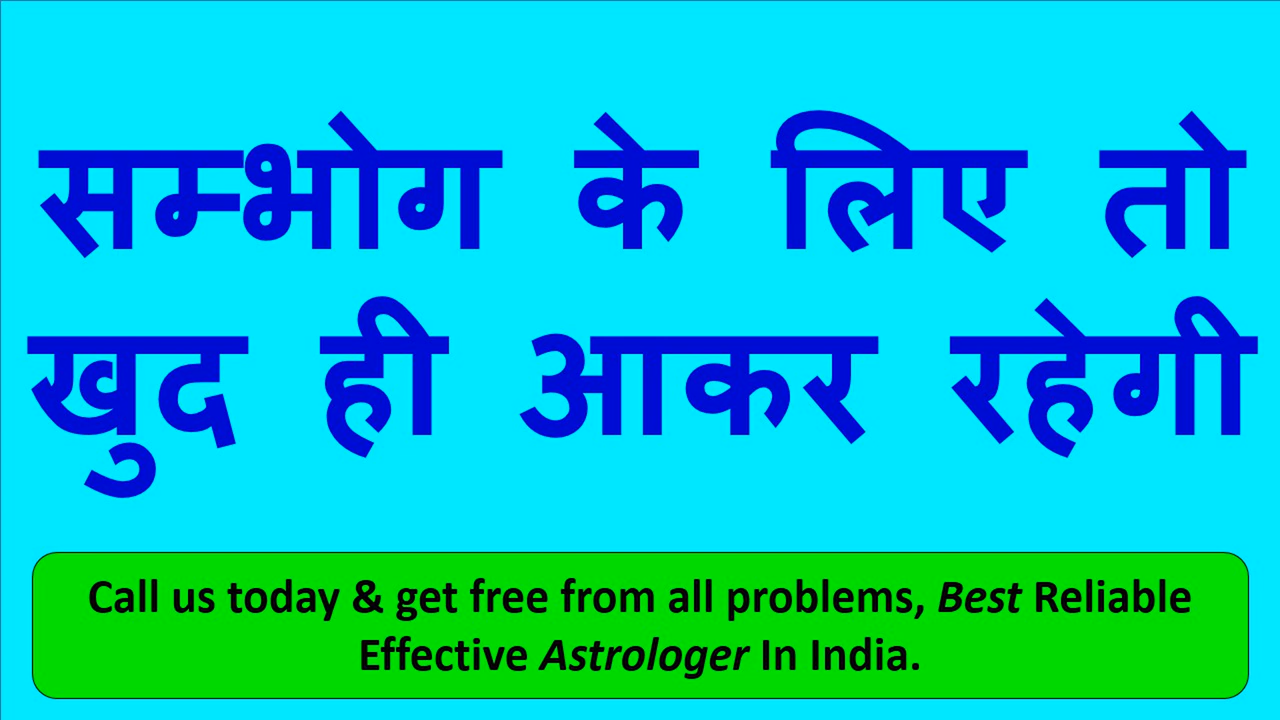 सम्भोग के लिए तो
खुद ही आकर रहेगी
Call us today & get free from all problems, Best Reliable
Effective Astrologer In India.